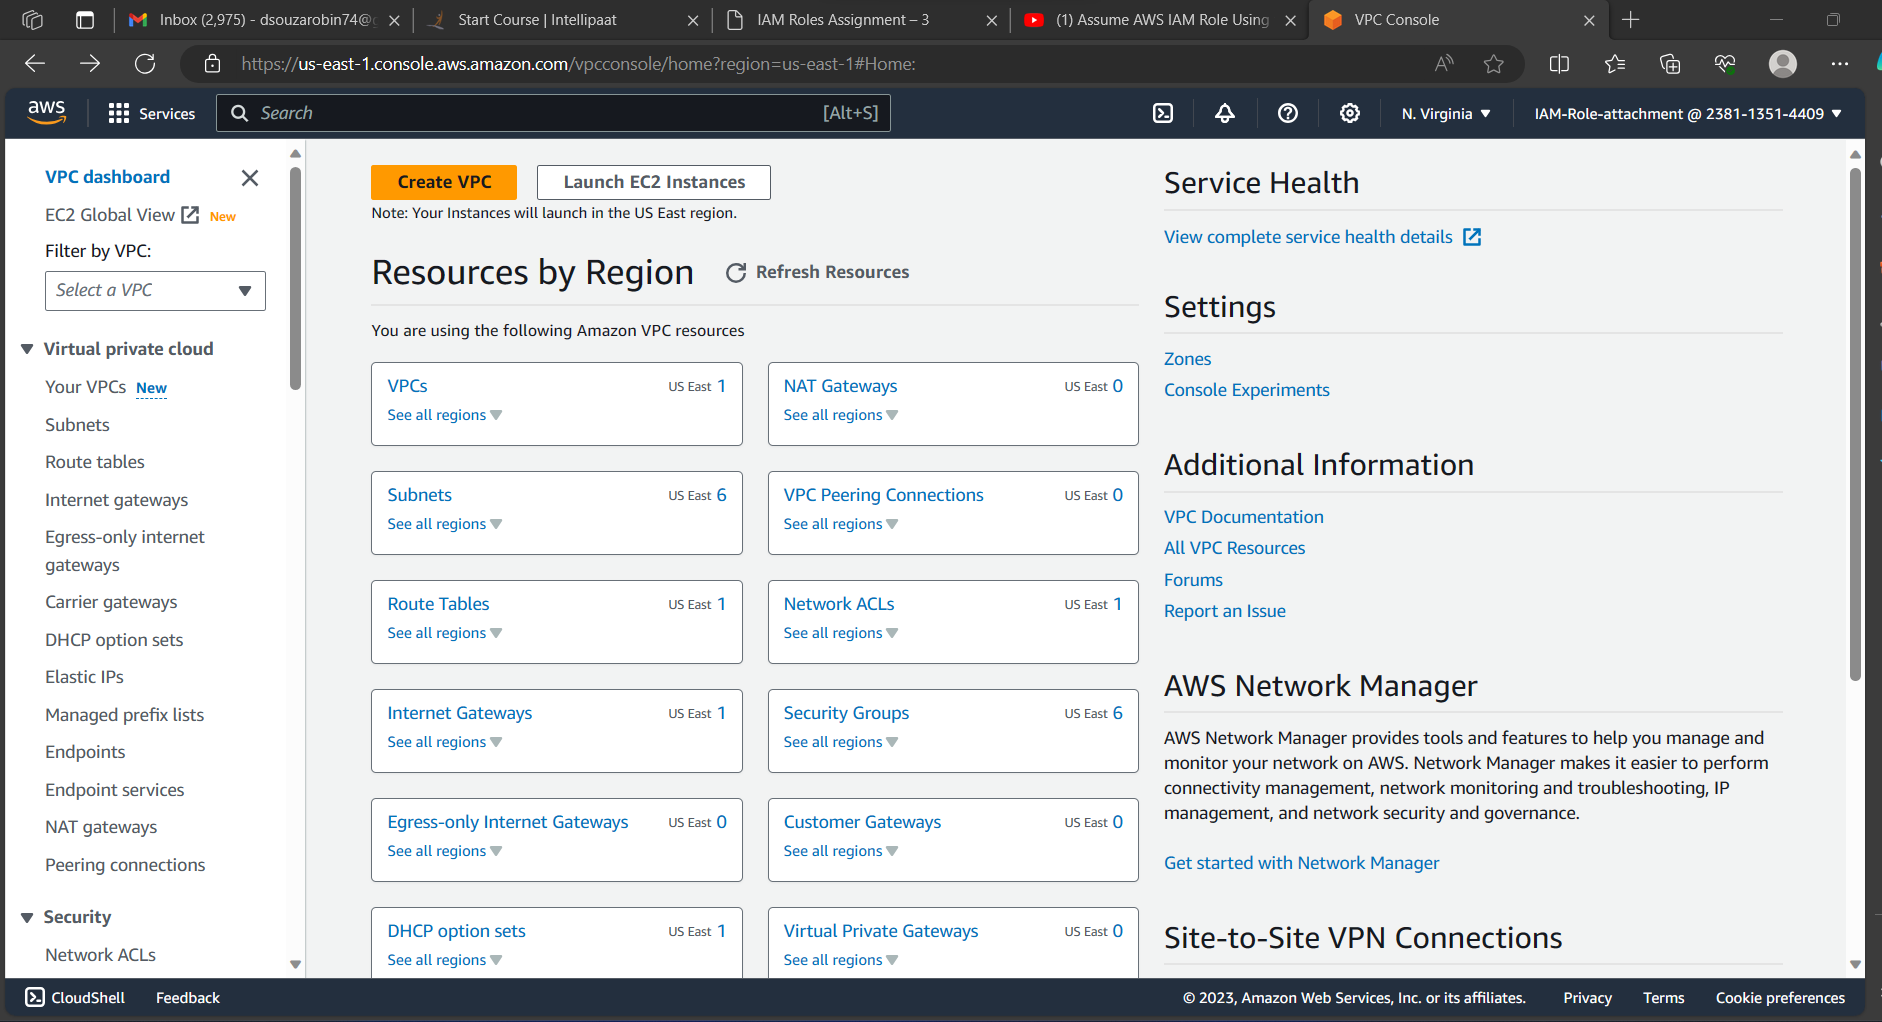 Inbox (2,975) - dsouzarobin74@g
Start Course | Intellipaat
IAM Roles Assignment – 3
(1) Assume AWS IAM Role Using
VPC Console
https://us-east-1.console.aws.amazon.com/vpcconsole/home?region=us-east-1#Home:
aws
Services
Search
[Alt+S]
N. Virginia
IAM-Role-attachment @ 2381-1351-4409
VPC dashboard
EC2 Global View New
Filter by VPC:
Select a VPC
Virtual private cloud
Your VPCs New
Subnets
Route tables
Internet gateways
Egress-only internet
gateways
Carrier gateways
DHCP option sets
Elastic IPs
Managed prefix lists
Endpoints
Endpoint services
NAT gateways
Peering connections
Security
Network ACLs
Create VPC
Launch EC2 Instances
Note: Your Instances will launch in the US East region.
Resources by Region
Refresh Resources
You are using the following Amazon VPC resources
VPCs US East 1
See all regions
NAT Gateways US East 0
See all regions
Subnets US East 6
See all regions
VPC Peering Connections US East 0
See all regions
Route Tables US East 1
See all regions
Network ACLs US East 1
See all regions
Internet Gateways US East 1
See all regions
Security Groups US East 6
See all regions
Egress-only Internet Gateways US East 0
See all regions
Customer Gateways US East 0
See all regions
DHCP option sets US East 1
See all regions
Virtual Private Gateways US East 0
See all regions
Service Health
View complete service health details
Settings
Zones
Console Experiments
Additional Information
VPC Documentation
All VPC Resources
Forums
Report an Issue
AWS Network Manager
AWS Network Manager provides tools and features to help you manage and
monitor your network on AWS. Network Manager makes it easier to perform
connectivity management, network monitoring and troubleshooting, IP
management, and network security and governance.
Get started with Network Manager
Site-to-Site VPN Connections
CloudShell
Feedback
© 2023, Amazon Web Services, Inc. or its affiliates.
Privacy
Terms
Cookie preferences